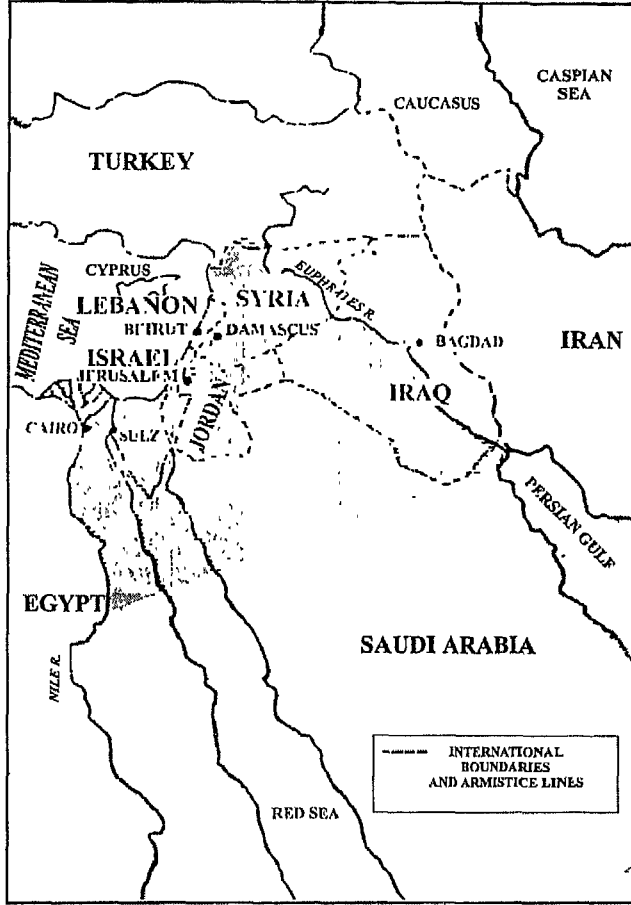 CASPIAN
SEA
CAUCASUS
TURKEY
CYPRUS
MEDITERRANEAN
SEA
LEBANON
BEIRUT
SYRIA
DAMASCUS
EUPHRATES R.
BAGDAD
IRAN
ISRAEL
JERUSALEM
JORDAN
IRAQ
CAIRO
SULZ
PERSIAN GULF
EGYPT
SAUDI ARABIA
NILE R.
INTERNATIONAL
BOUNDARIES
AND ARMISTICE LINES
RED SEA